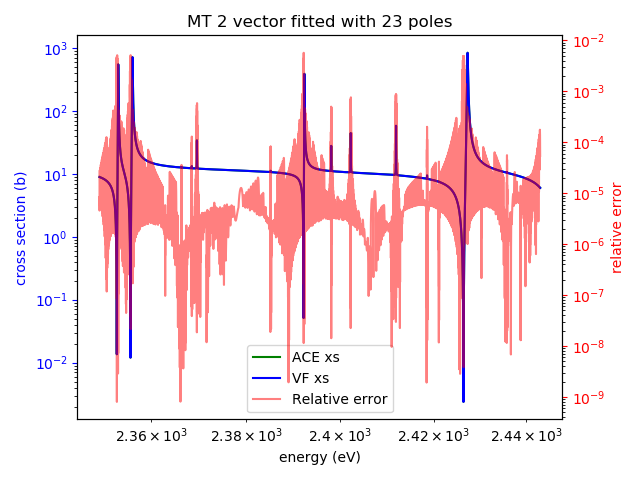 MT 2 vector fitted with 23 poles
cross section (b)
10³
10²
10¹
10⁰
10⁻¹
10⁻²
10⁻²
10⁻³
10⁻⁴
10⁻⁵
10⁻⁶
10⁻⁷
10⁻⁸
10⁻⁹
relative error
ACE xs
VF xs
Relative error
2.36 × 10³ 2.38 × 10³ 2.4 × 10³ 2.42 × 10³ 2.44 × 10³
energy (eV)